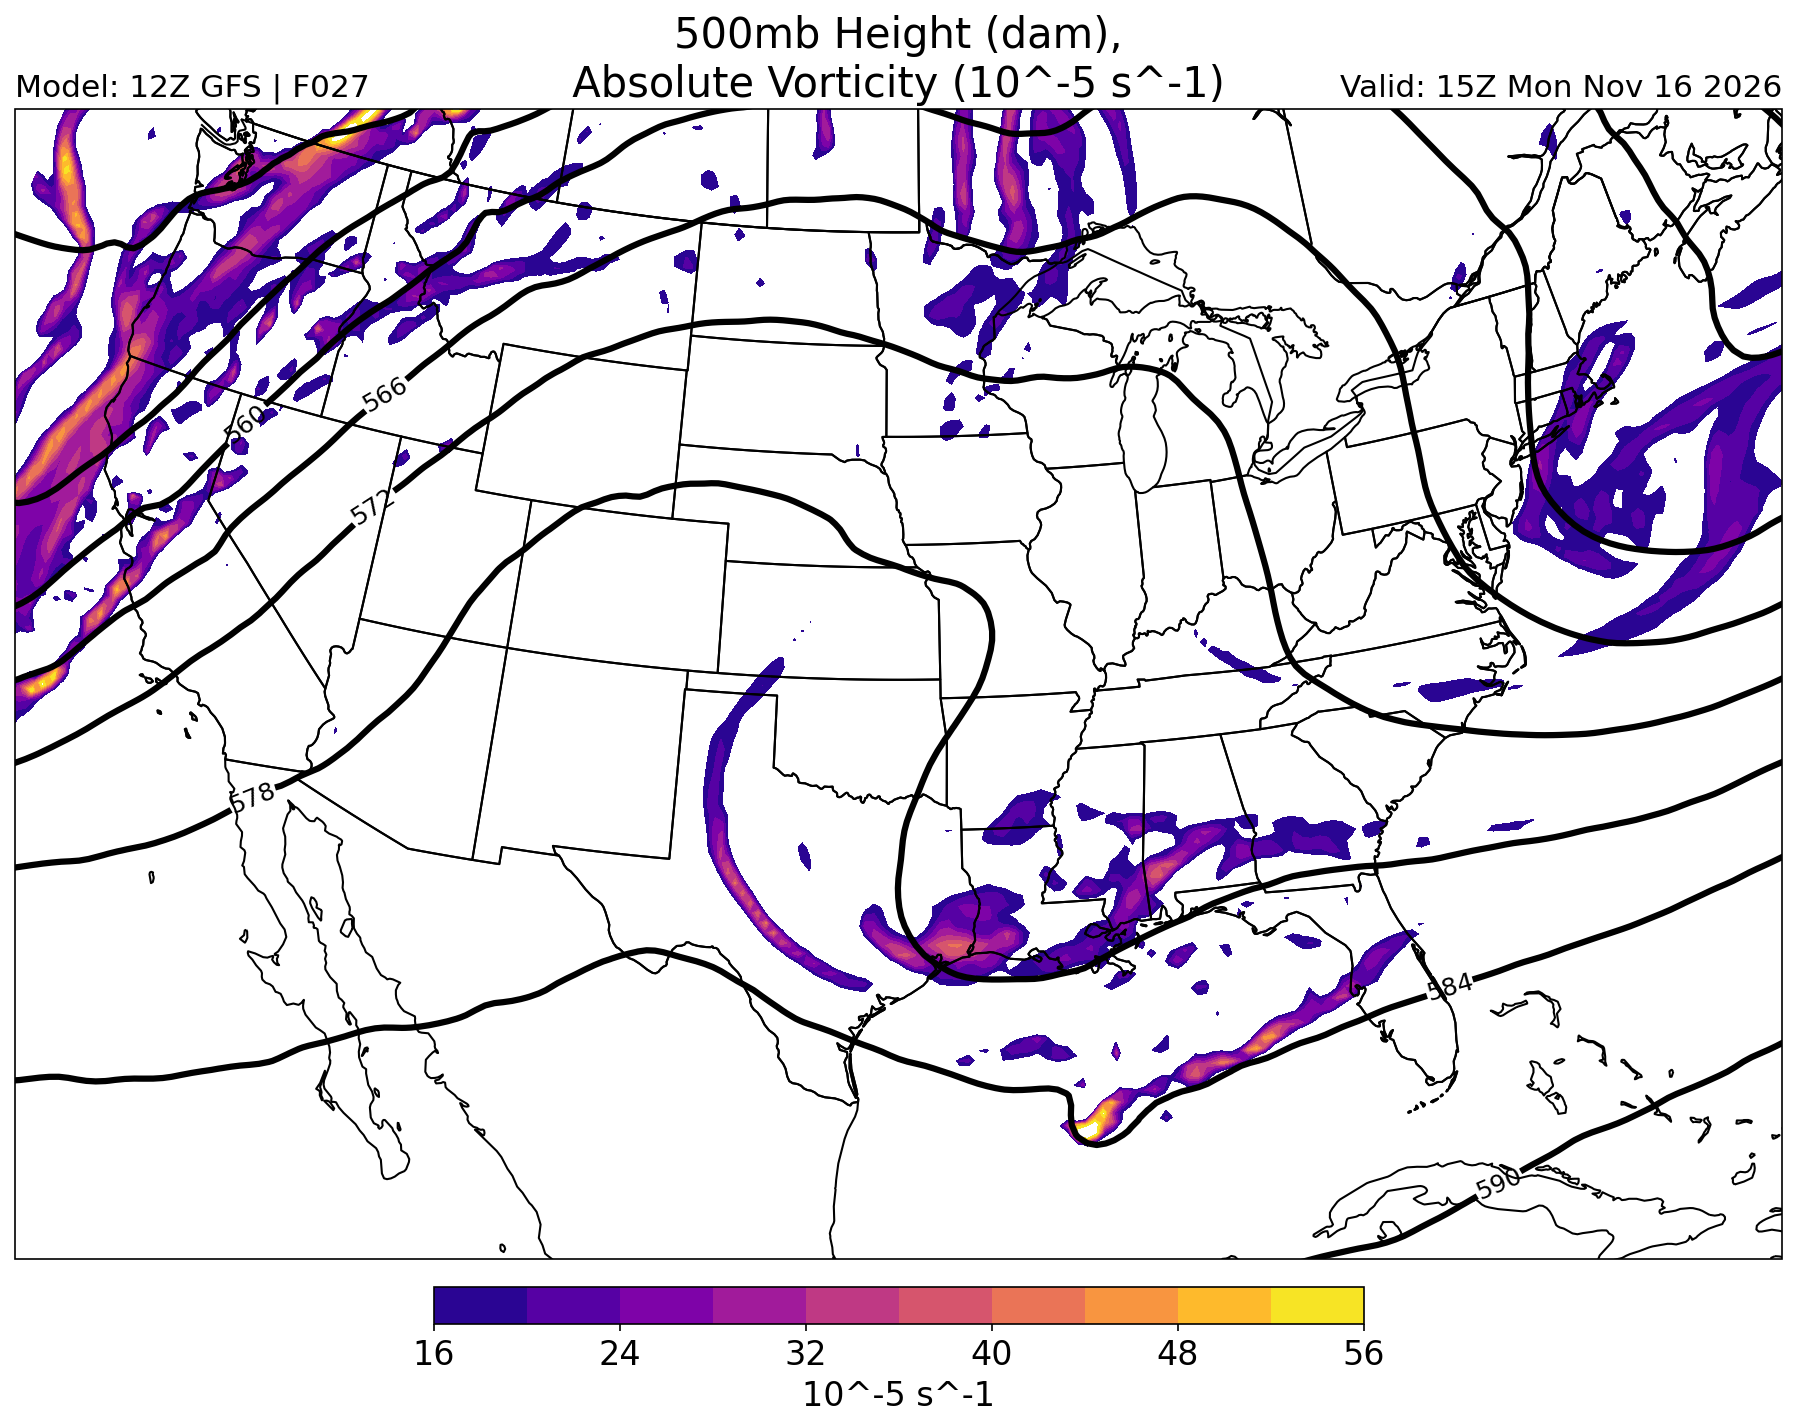 500mb Height (dam),
Model: 12Z GFS | F027
Absolute Vorticity (10^-5 s^-1)
Valid: 15Z Mon Nov 16 2026
566
560
572
578
584
590
16 24 32 40 48 56
10^-5 s^-1